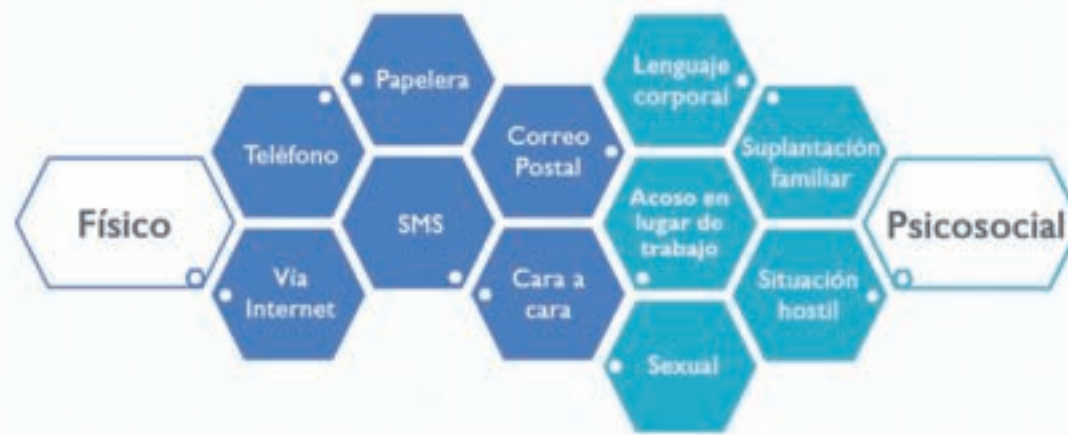 Físico
Teléfono
Vía
Internet
Papelera
SMS
Correo
Postal
Cara a
cara
Lenguaje
corporal
Acoso en
lugar de
trabajo
Sexual
Suplantación
familiar
Situación
hostil
Psicosocial